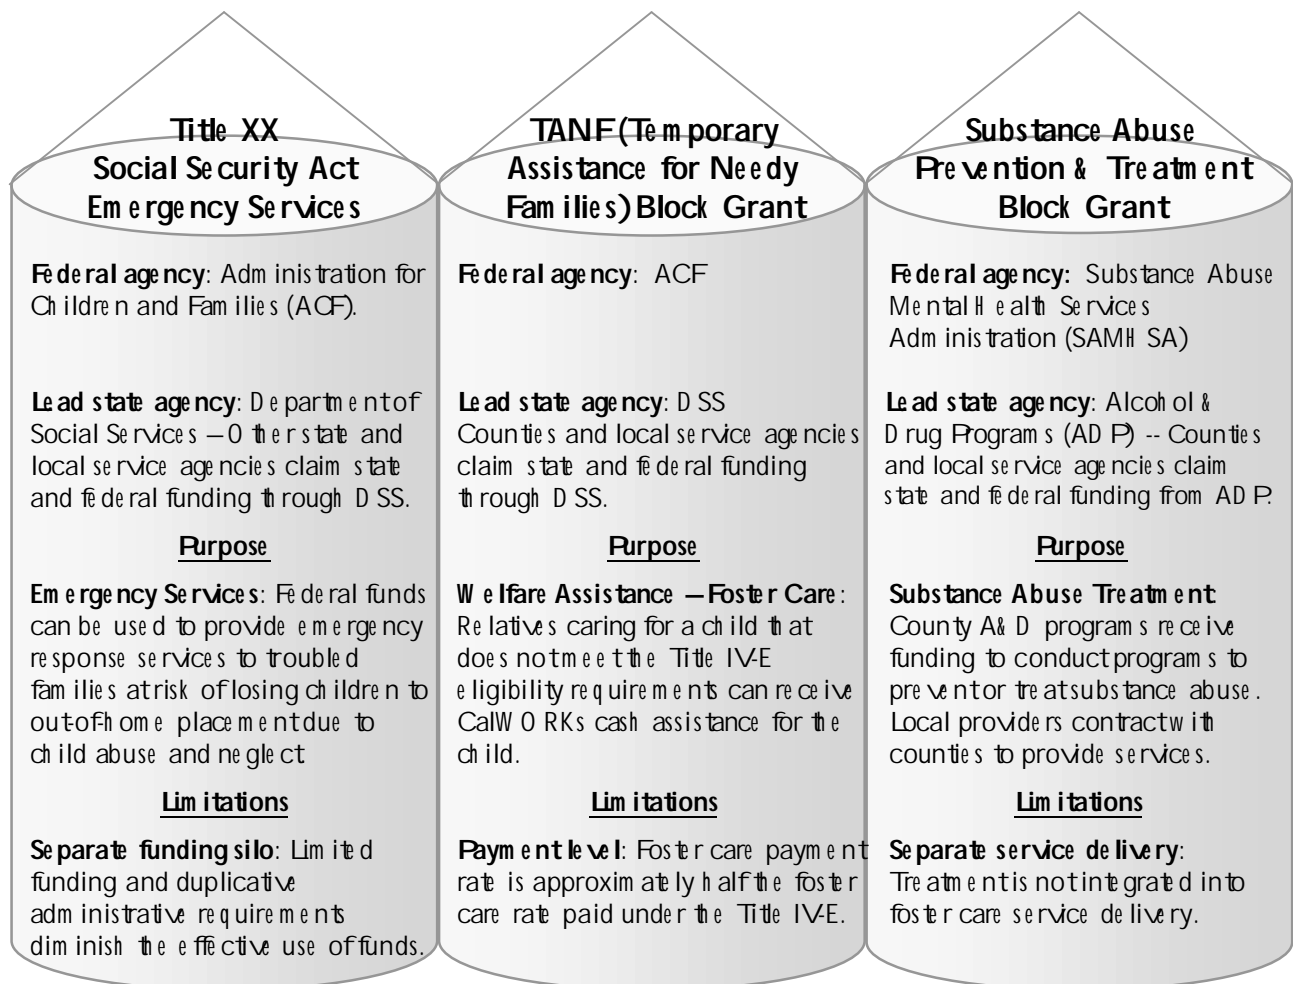 Title XX
Social Security Act
Emergency Services
Federal agency: Administration for
Children and Families (ACF).
Lead state agency: Department of
Social Services – Other state and
local service agencies claim state
and federal funding through DSS.
Purpose
Emergency Services: Federal funds
can be used to provide emergency
response services to troubled
families at risk of losing children to
out-of-home placement due to
child abuse and neglect.
Limitations
Separate funding silo: Limited
funding and duplicative
administrative requirements
diminish the effective use of funds.
TANF (Temporary
Assistance for Needy
Families) Block Grant
Federal agency: ACF
Lead state agency: DSS
Counties and local service agencies
claim state and federal funding
through DSS.
Purpose
Welfare Assistance – Foster Care:
Relatives caring for a child that
does not meet the Title IV-E
eligibility requirements can receive
CalWORKs cash assistance for the
child.
Limitations
Payment level: Foster care payment
rate is approximately half the foster
care rate paid under the Title IV-E.
Substance Abuse
Prevention & Treatment
Block Grant
Federal agency: Substance Abuse
Mental Health Services
Administration (SAMHSA)
Lead state agency: Alcohol &
Drug Programs (ADP) -- Counties
and local service agencies claim
state and federal funding from ADP.
Purpose
Substance Abuse Treatment:
County A&D programs receive
funding to conduct programs to
prevent or treat substance abuse.
Local providers contract with
counties to provide services.
Limitations
Separate service delivery:
Treatment is not integrated into
foster care service delivery.